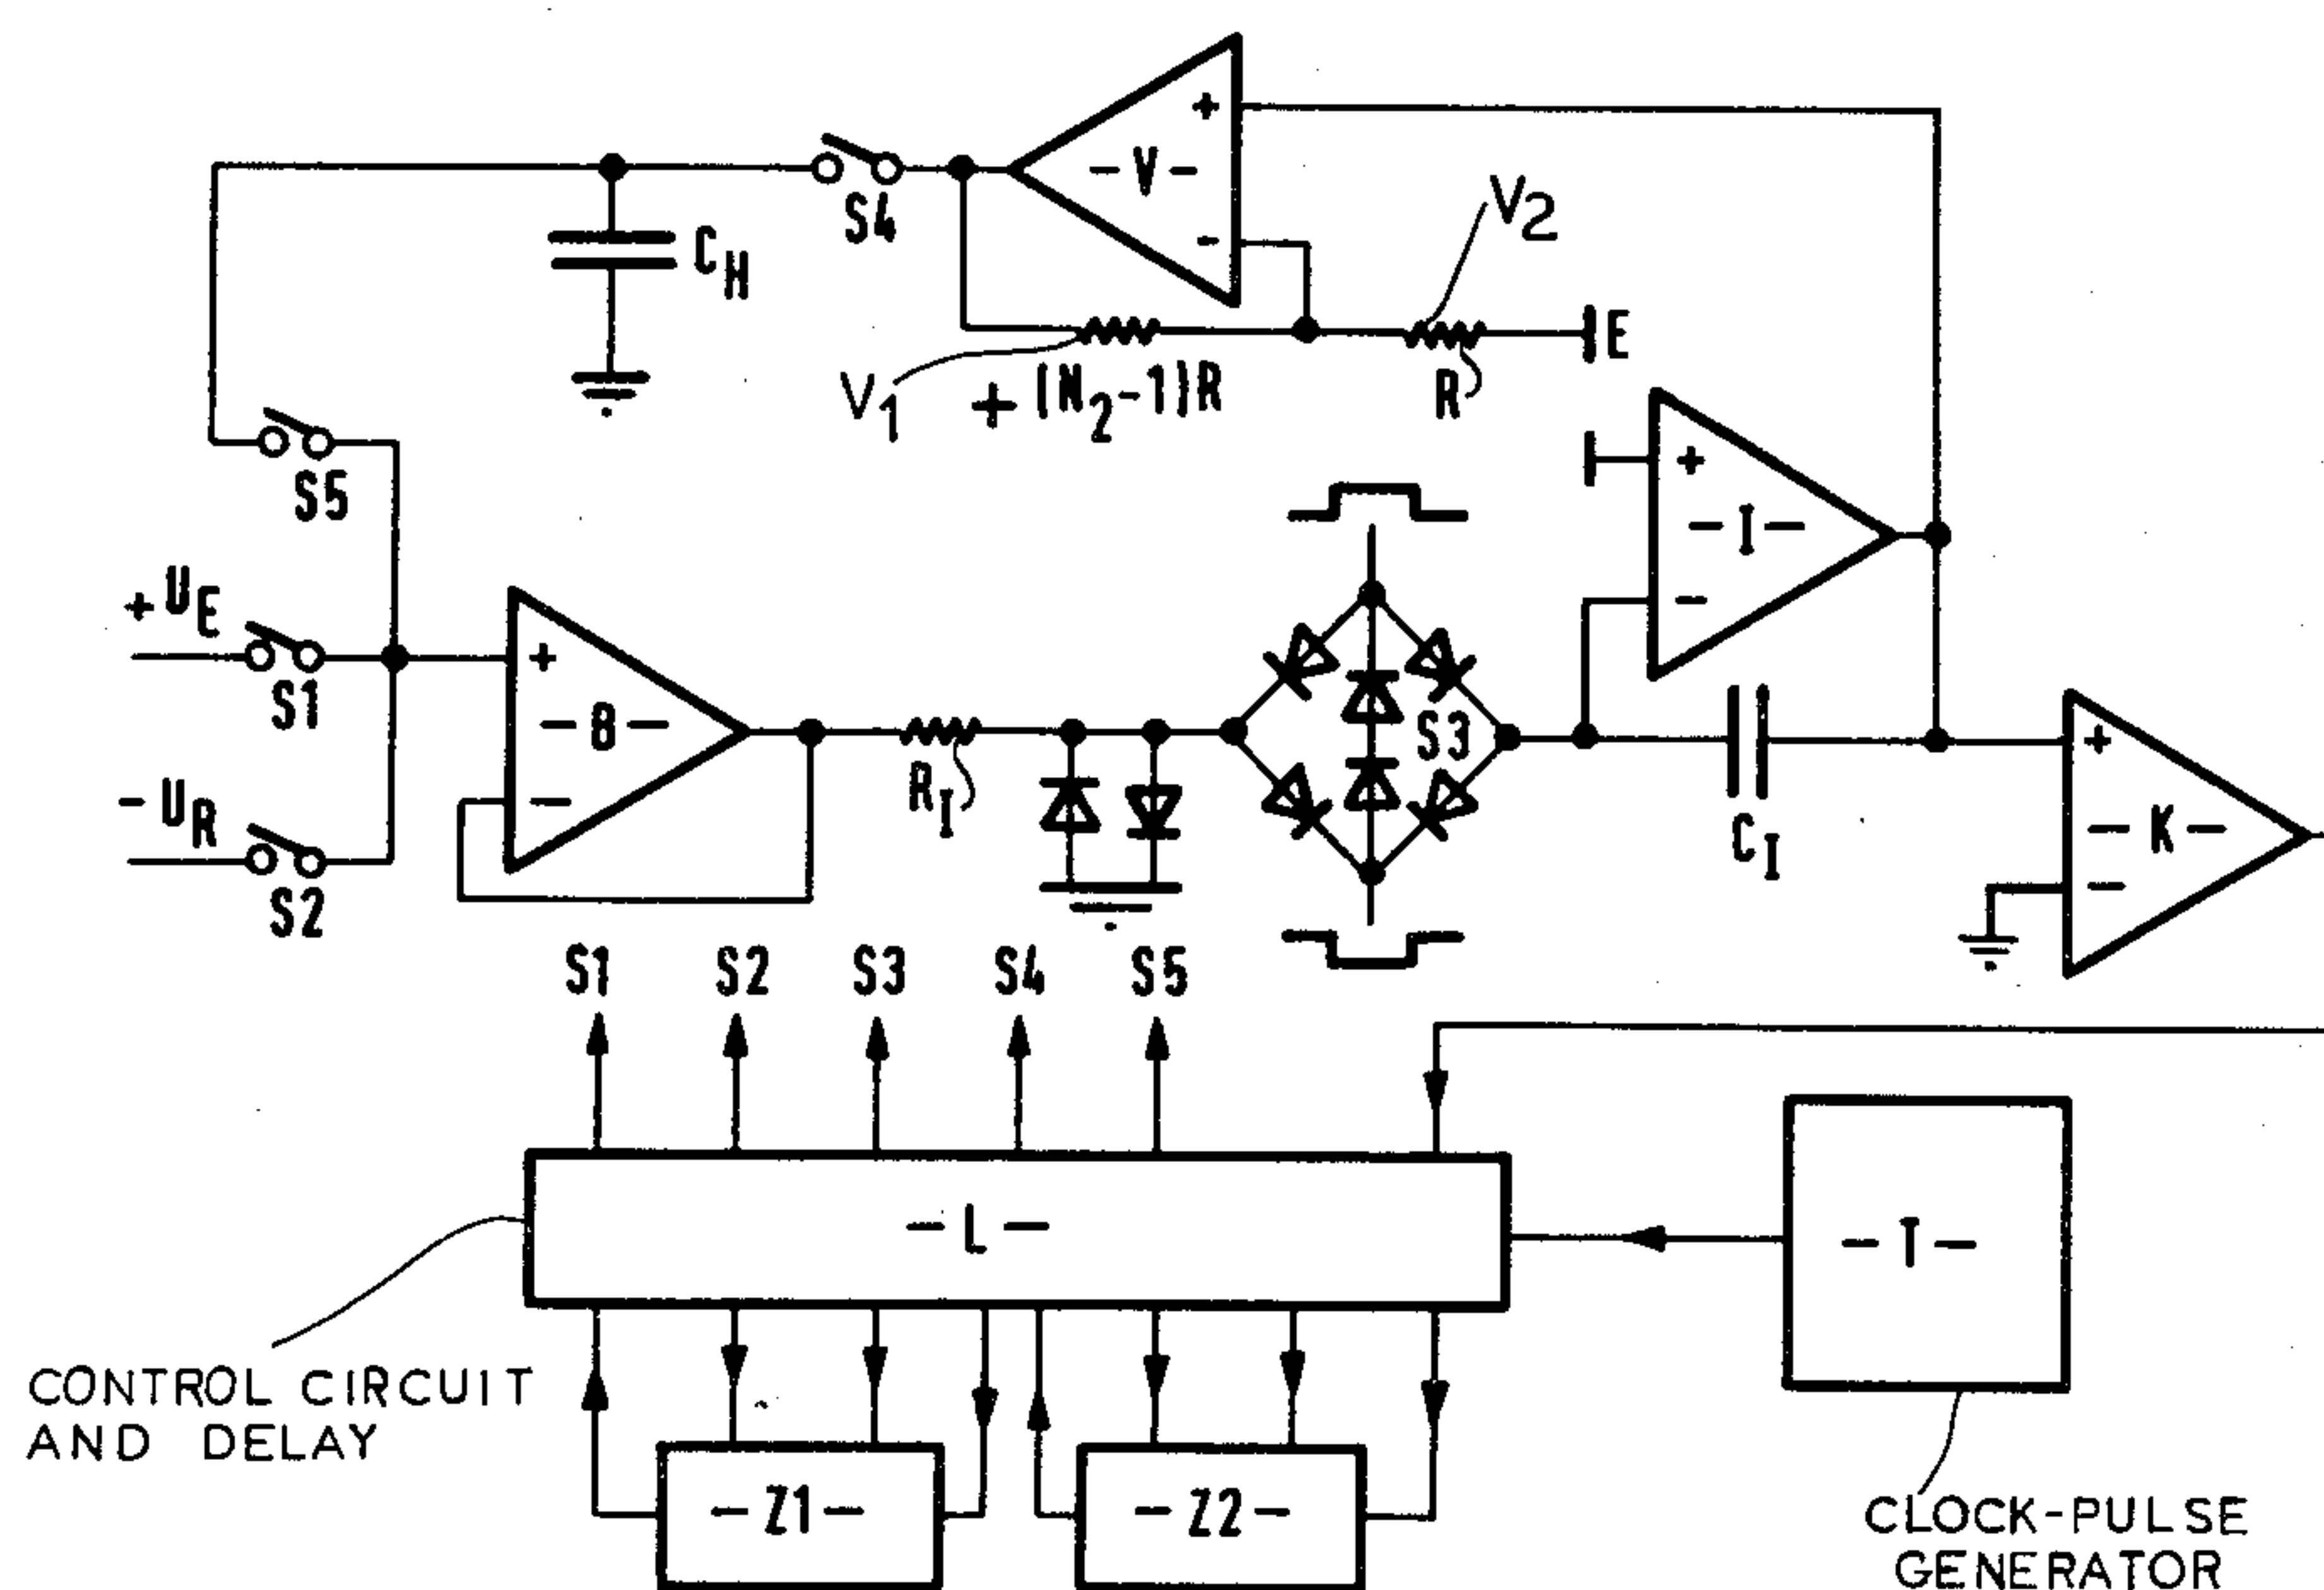 +
- V -
-
S4
V2
CH
E
V1
+ (N2-1)R
R
S5
+
- I -
-
+UE
S1
+
- B -
-
S3
RI
-UR
S2
CI
+
- K -
-
S1 S2 S3 S4 S5
- L -
- T -
CONTROL CIRCUIT
AND DELAY
- Z1 -
- Z2 -
CLOCK-PULSE
GENERATOR